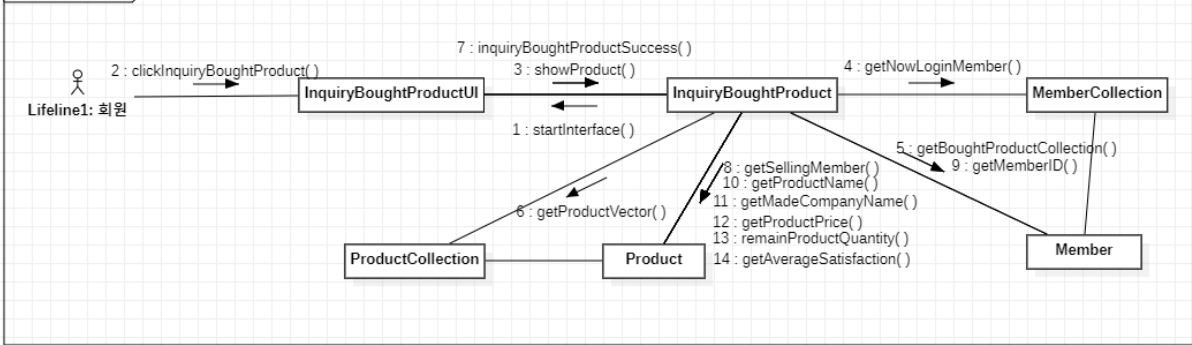 7 : inquiryBoughtProductSuccess( )
2 : clickInquiryBoughtProduct( )
3 : showProduct( )
4 : getNowLoginMember( )
InquiryBoughtProductUI
InquiryBoughtProduct
MemberCollection
Lifeline1: 회원
1 : startInterface( )
5 : getBoughtProductCollection( )
9 : getMemberID( )
8 : getSellingMember( )
10 : getProductName( )
11 : getMadeCompanyName( )
6 : getProductVector( )
12 : getProductPrice( )
13 : remainProductQuantity( )
14 : getAverageSatisfaction( )
ProductCollection
Product
Member